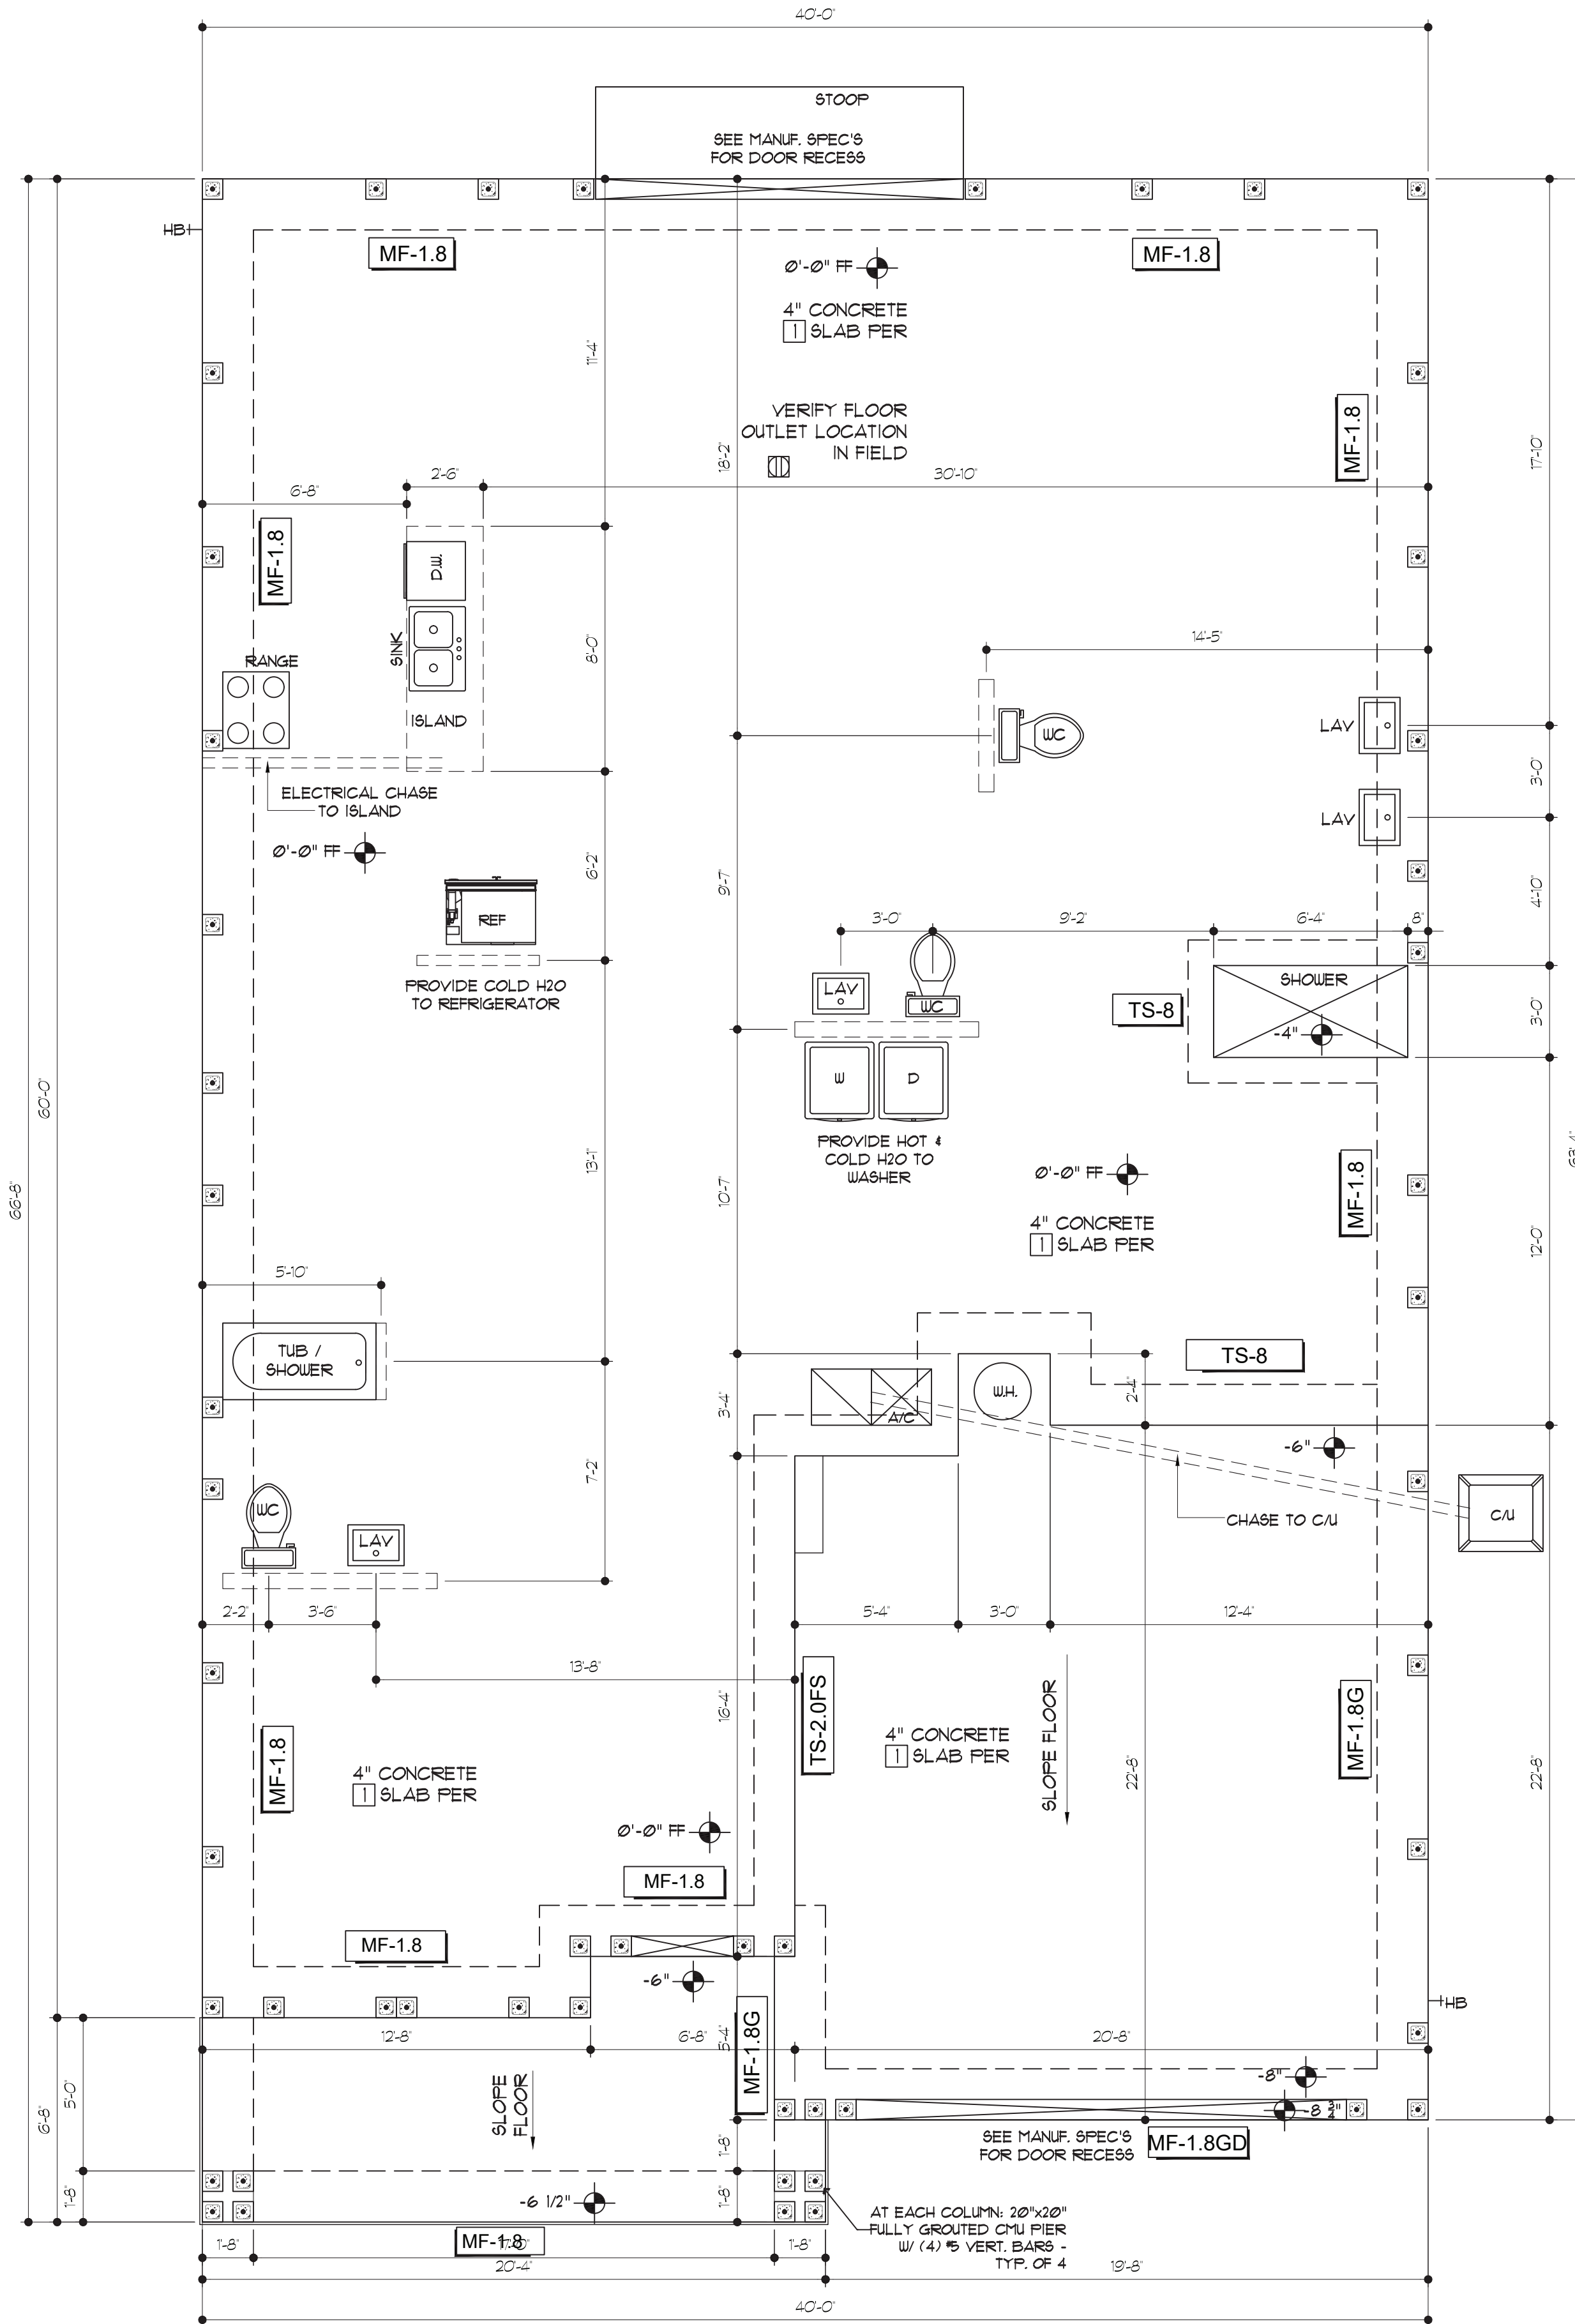 40'-0"
STOOP
SEE MANUF. SPEC'S
FOR DOOR RECESS
HB
MF-1.8
MF-1.8
Ø'-Ø" FF
4" CONCRETE
1 SLAB PER
11'-4"
VERIFY FLOOR
OUTLET LOCATION
IN FIELD
18'-2"
MF-1.8
17'-10"
2'-6"
30'-10"
6'-8"
MF-1.8
D.W.
SINK
8'-0"
14'-5"
RANGE
ISLAND
WC
LAV
3'-0"
ELECTRICAL CHASE
TO ISLAND
LAV
Ø'-Ø" FF
6'-2"
9'-7"
4'-10"
REF
3'-0"
9'-2"
6'-4"
8"
PROVIDE COLD H2O
TO REFRIGERATOR
LAV
WC
SHOWER
TS-8
-4"
3'-0"
60'-0"
W
D
PROVIDE HOT &
COLD H2O TO
WASHER
63'-4"
13'-1"
Ø'-Ø" FF
MF-1.8
66'-8"
10'-7"
4" CONCRETE
1 SLAB PER
12'-0"
5'-10"
TUB /
SHOWER
TS-8
W.H.
2'-4"
3'-4"
A/C
-6"
7'-2"
WC
LAV
CHASE TO C/U
C/U
2'-2"
3'-6"
5'-4"
3'-0"
12'-4"
13'-8"
16'-4"
TS-2.0FS
SLOPE FLOOR
MF-1.8G
4" CONCRETE
1 SLAB PER
MF-1.8
4" CONCRETE
1 SLAB PER
22'-8"
22'-8"
Ø'-Ø" FF
MF-1.8
MF-1.8
-6"
HB
12'-8"
6'-8"
5'-4"
MF-1.8G
20'-8"
5'-0"
6'-8"
SLOPE
FLOOR
-8"
-8 3/4"
SEE MANUF. SPEC'S
FOR DOOR RECESS
MF-1.8GD
1'-8"
1'-8"
1'-8"
-6 1/2"
AT EACH COLUMN: 2Ø"x2Ø"
FULLY GROUTED CMU PIER
W/ (4) #5 VERT. BARS -
TYP. OF 4
1'-8"
MF-1.8
1'-8"
20'-4"
19'-8"
40'-0"